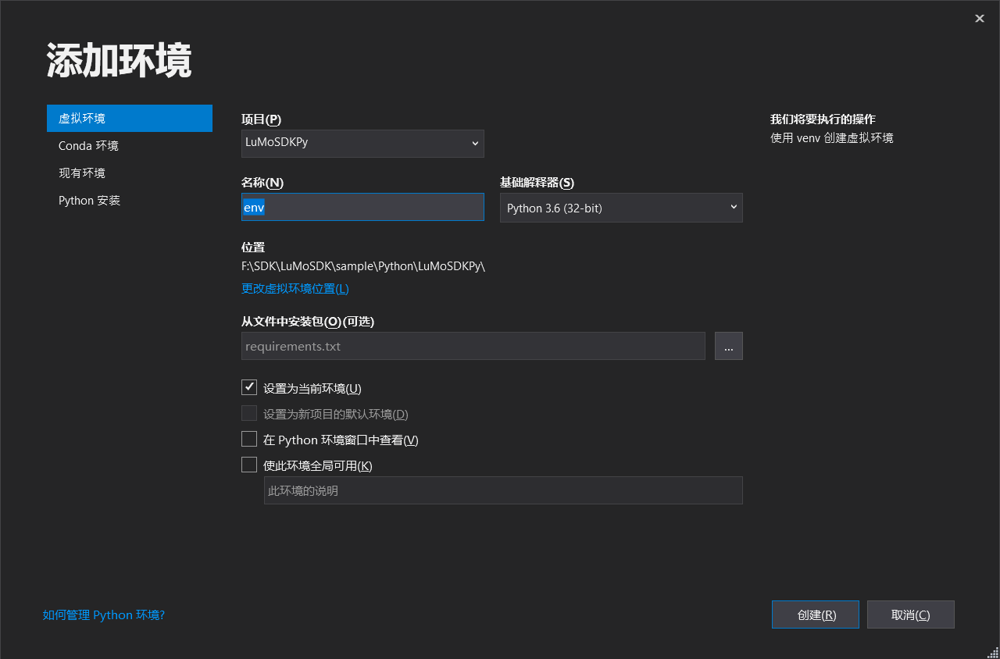 添加环境
虚拟环境
Conda 环境
现有环境
Python 安装
项目(P)
LuMoSDKPy
名称(N)
env
基础解释器(S)
Python 3.6 (32-bit)
位置
F:\SDK\LuMoSDK\sample\Python\LuMoSDKPy\
更改虚拟环境位置(L)
从文件中安装包(O)(可选)
requirements.txt
...
设置为当前环境(U)
设置为新项目的默认环境(D)
在 Python 环境窗口中查看(V)
使此环境全局可用(K)
此环境的说明
我们将要执行的操作
使用 venv 创建虚拟环境
如何管理 Python 环境?
创建(R)
取消(C)